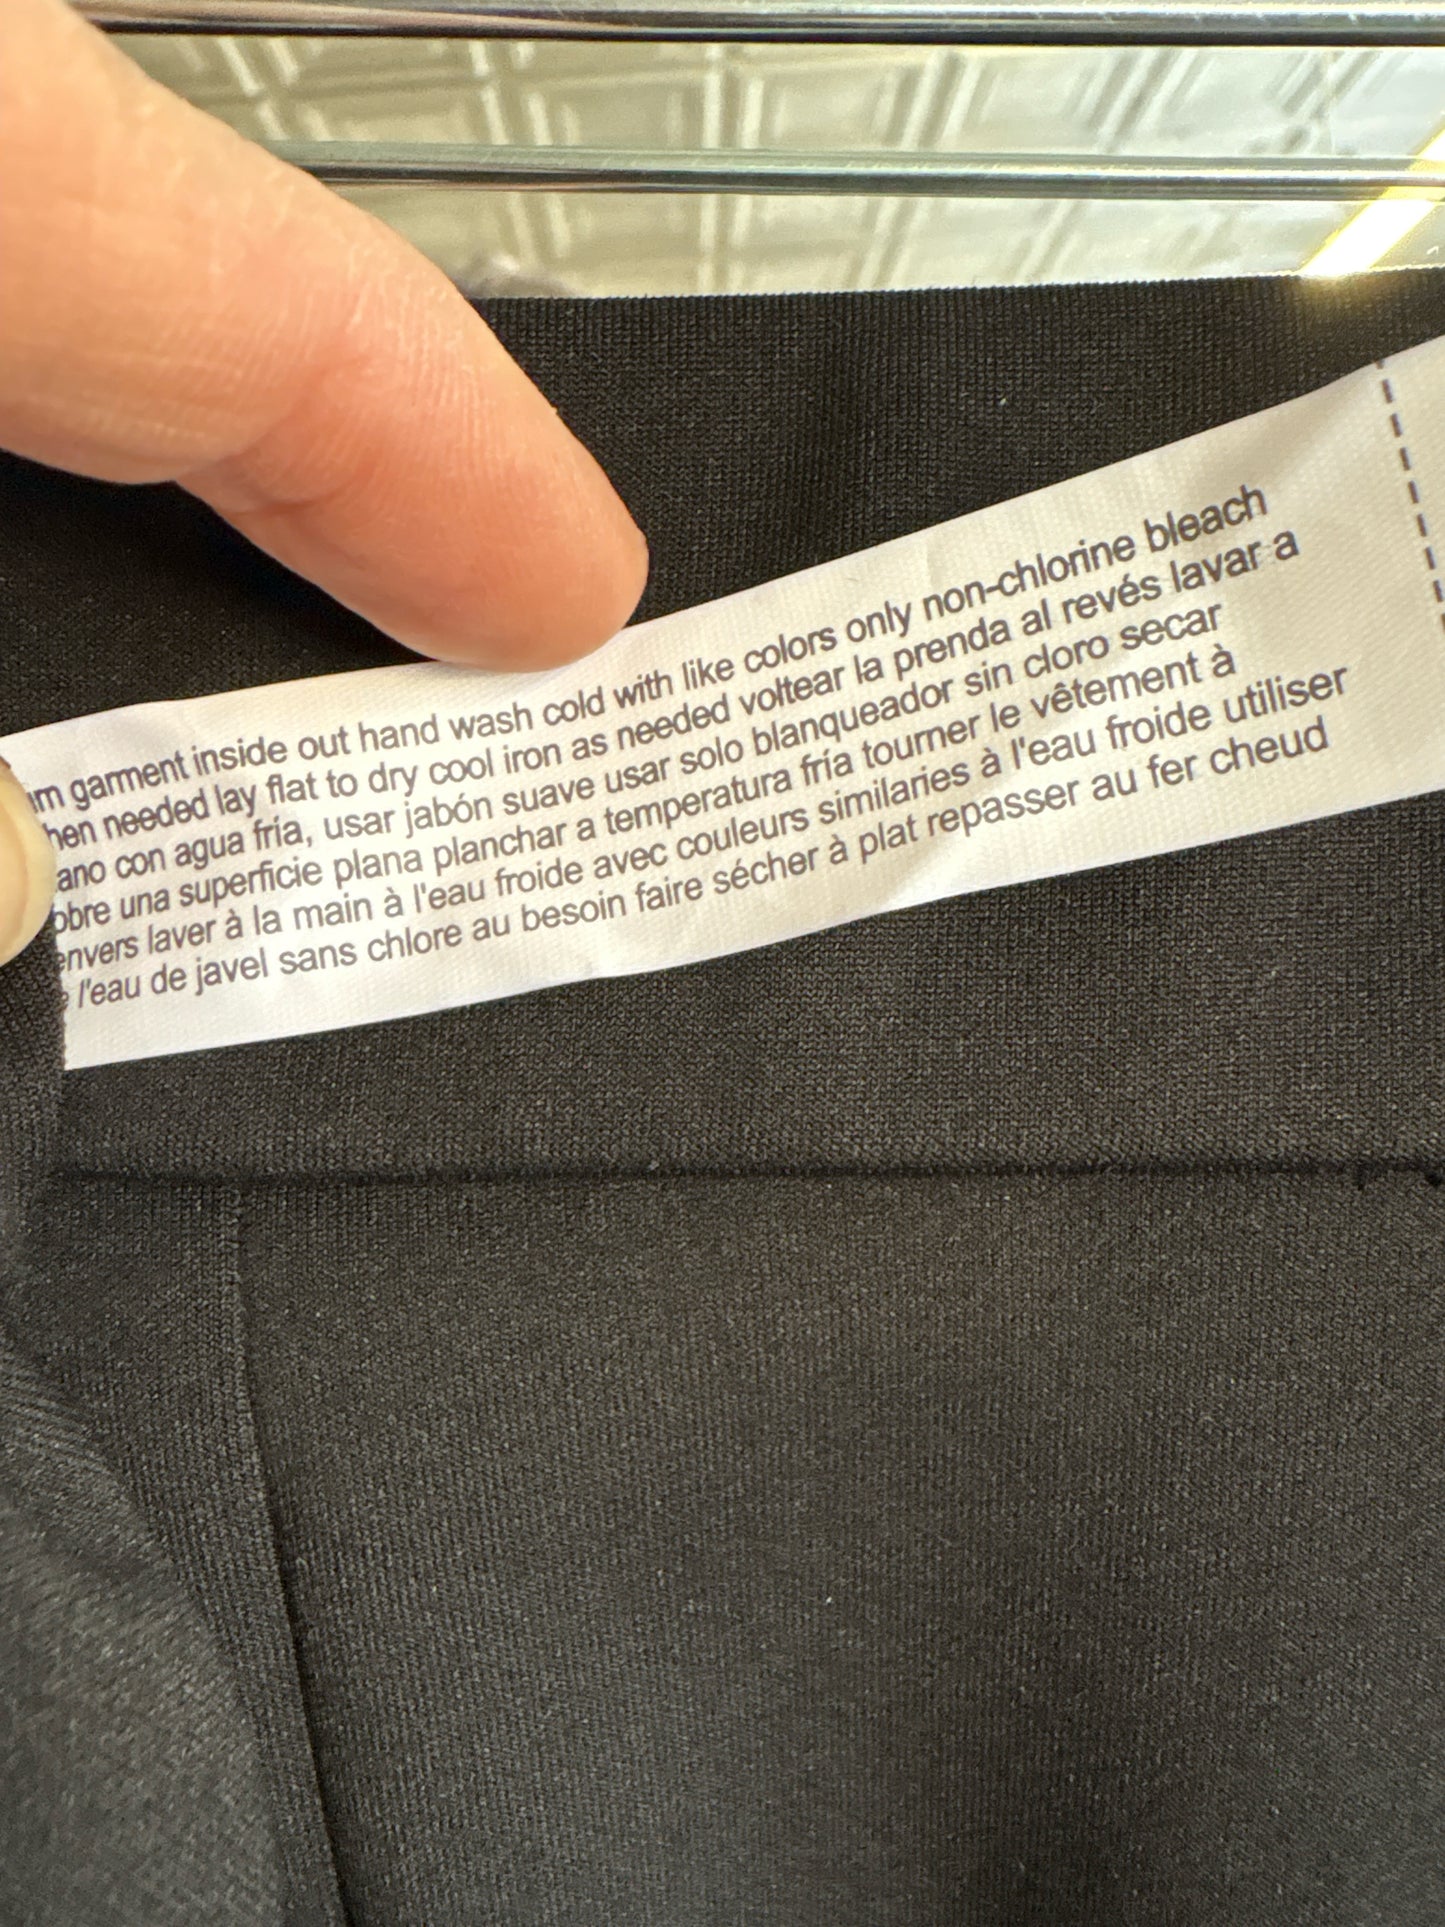 garment inside out hand wash cold with like colors only non-chlorine bleach
needed lay flat to dry cool iron as needed voltear la prenda al revés lavar a
con agua fría, usar jabón suave usar solo blanqueador sin cloro secar
una superficie plana planchar a temperatura fría tourner le vêtement à
laver à la main à l'eau froide avec couleurs similaries à l'eau froide utiliser
l'eau de javel sans chlore au besoin faire sécher à plat repasser au fer cheud